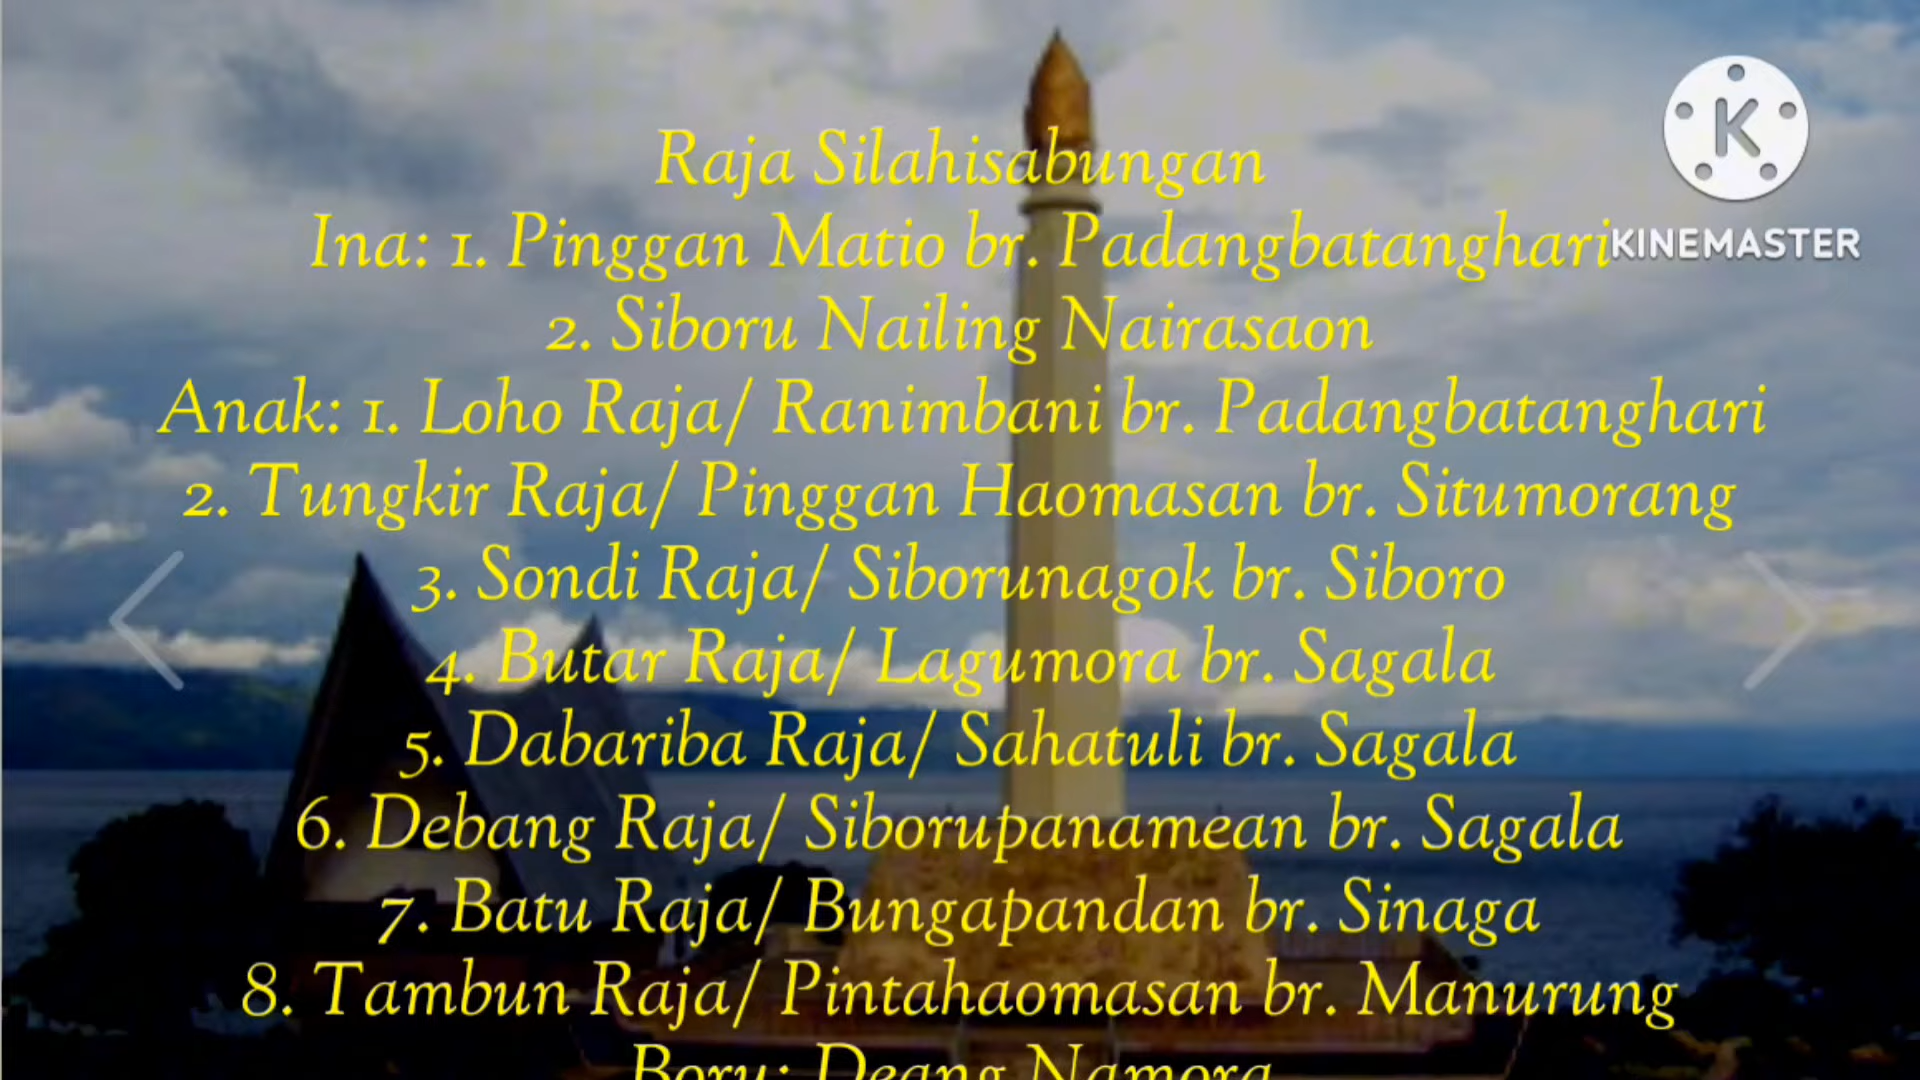 Raja Silahisabungan
Ina: 1. Pinggan Matio br. Padangbatanghari
KINEMASTER
2. Siboru Nailing Nairasaon
Anak: 1. Loho Raja/ Ranimbani br. Padangbatanghari
2. Tungkir Raja/ Pinggan Haomasan br. Situmorang
3. Sondi Raja/ Siborunagok br. Siboro
4. Butar Raja/ Lagumora br. Sagala
5. Dabariba Raja/ Sahatuli br. Sagala
6. Debang Raja/ Siborupanamean br. Sagala
7. Batu Raja/ Bungapandan br. Sinaga
8. Tambun Raja/ Pintahaomasan br. Manurung
Boru: Deang Namora